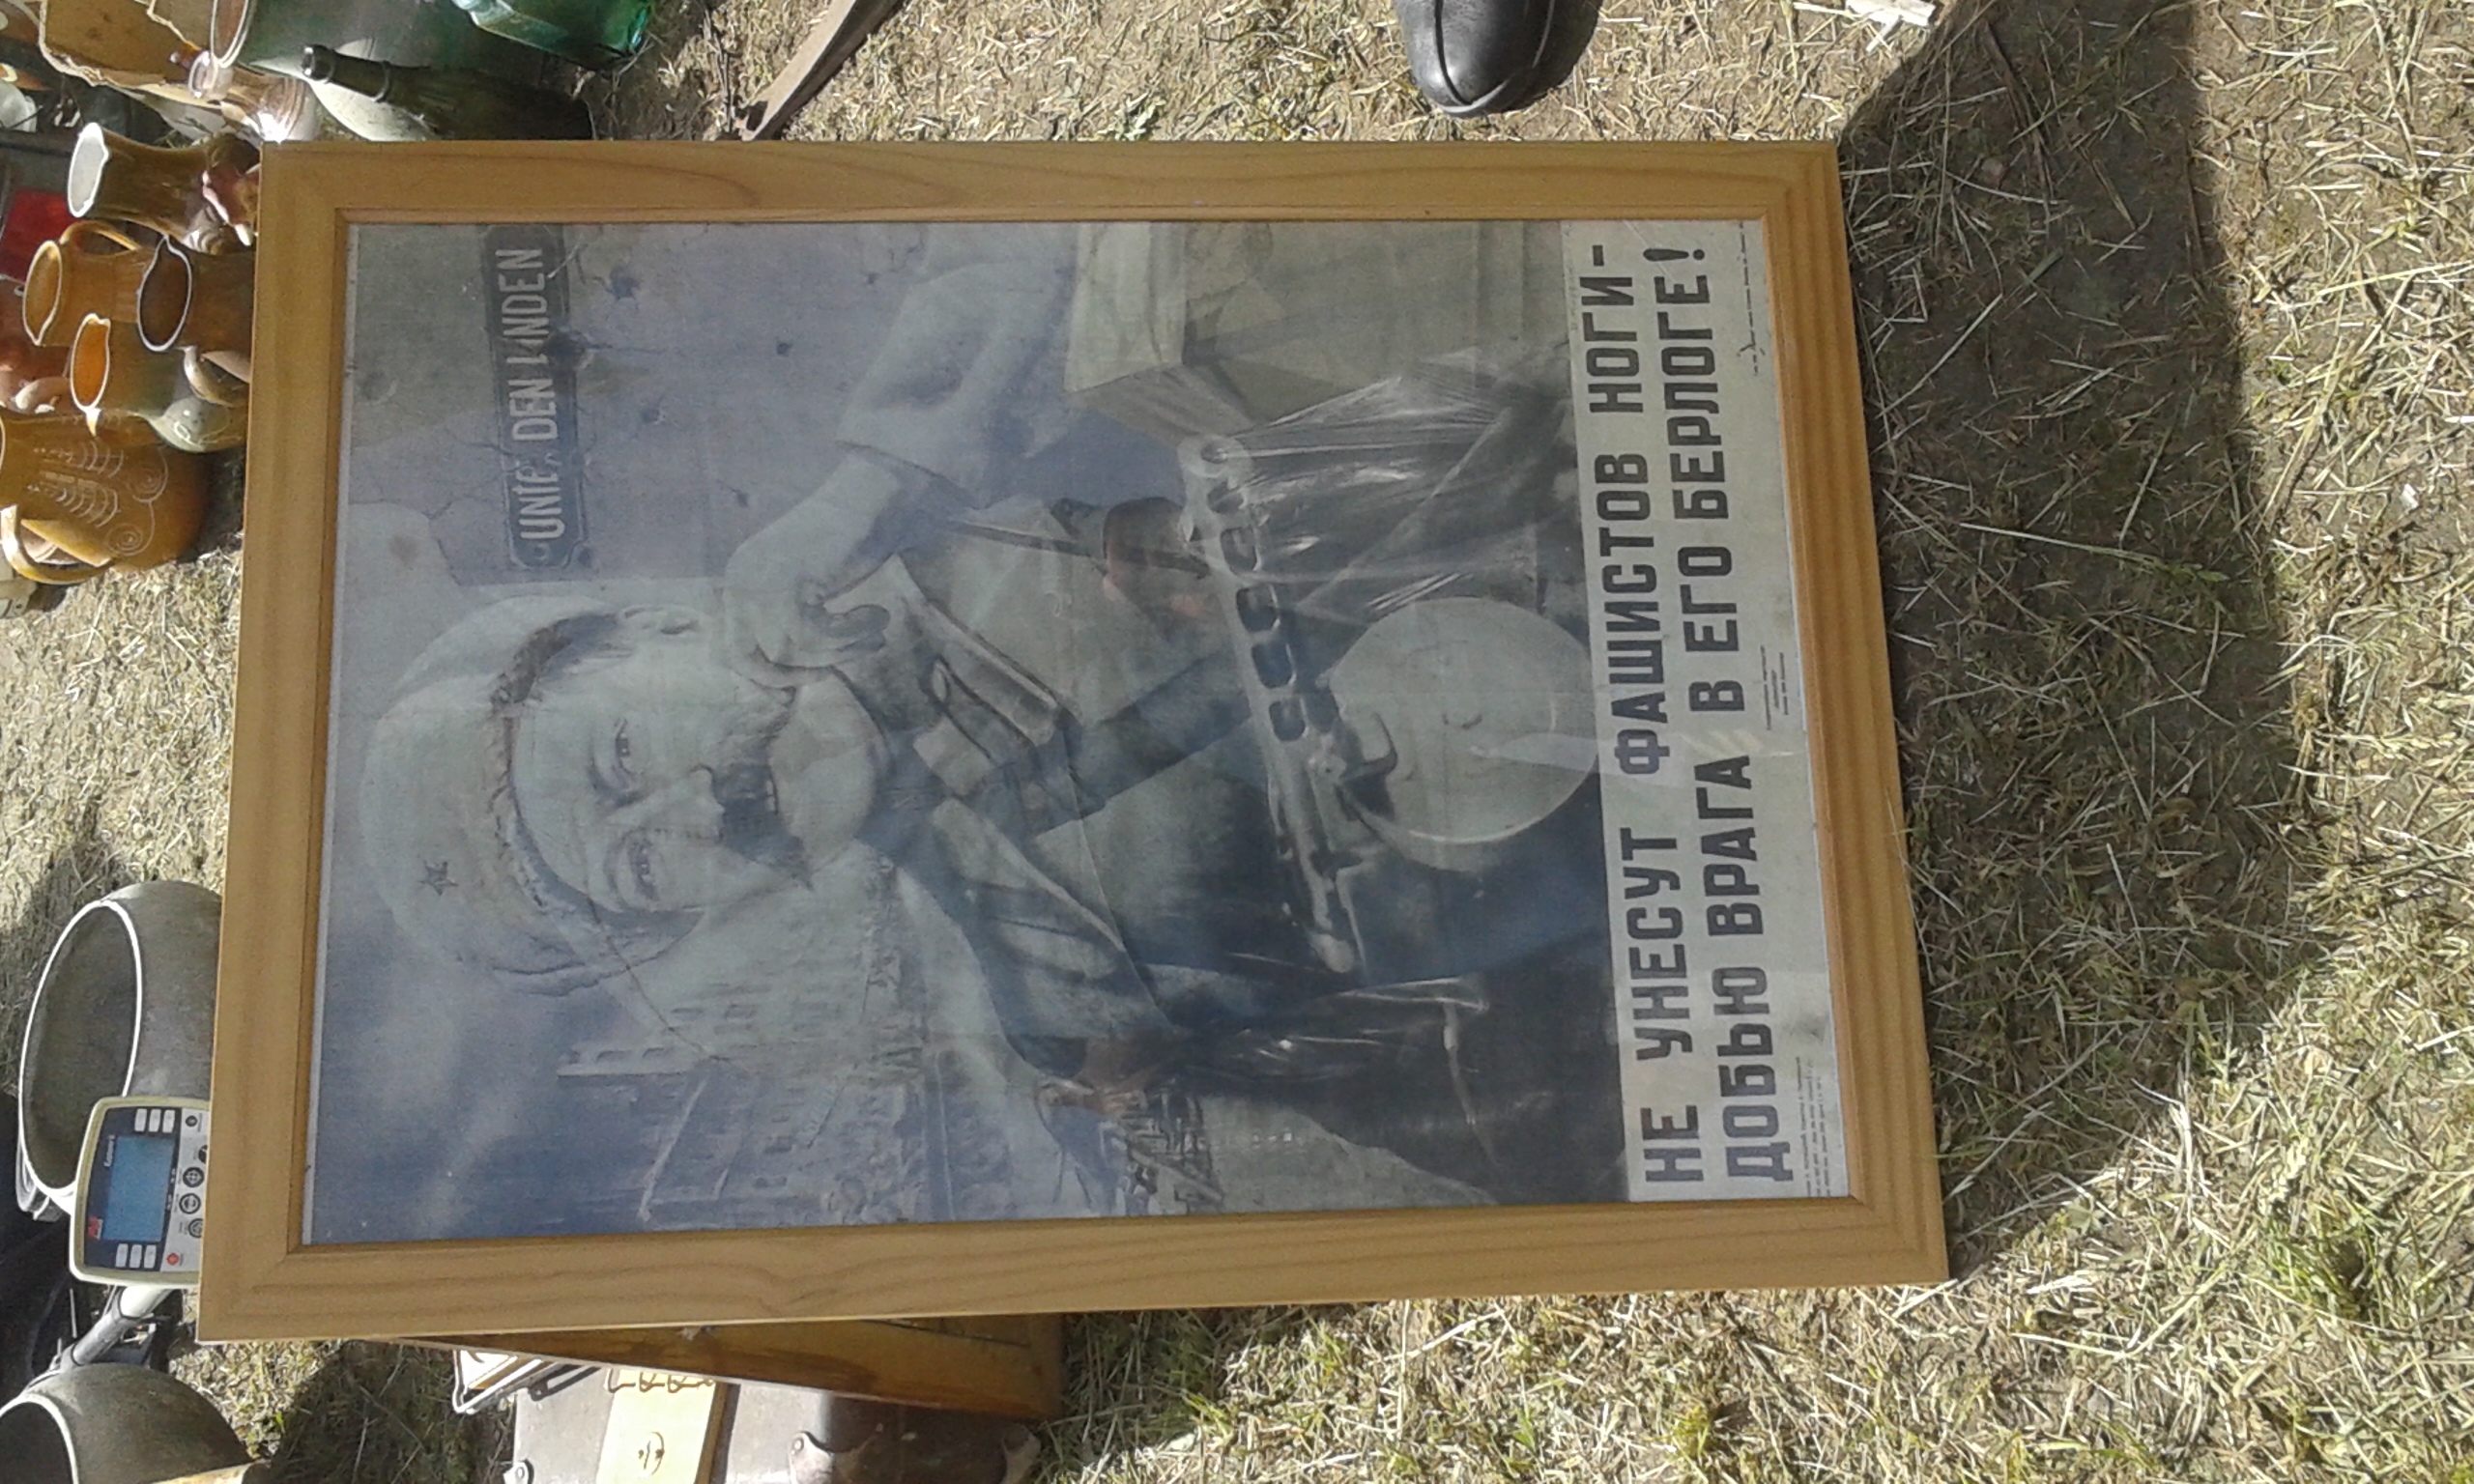 UNTER DEN LINDEN
НЕ УНЕСУТ ФАШИСТОВ НОГИ-
ДОБЬЮ ВРАГА В ЕГО БЕРЛОГЕ!